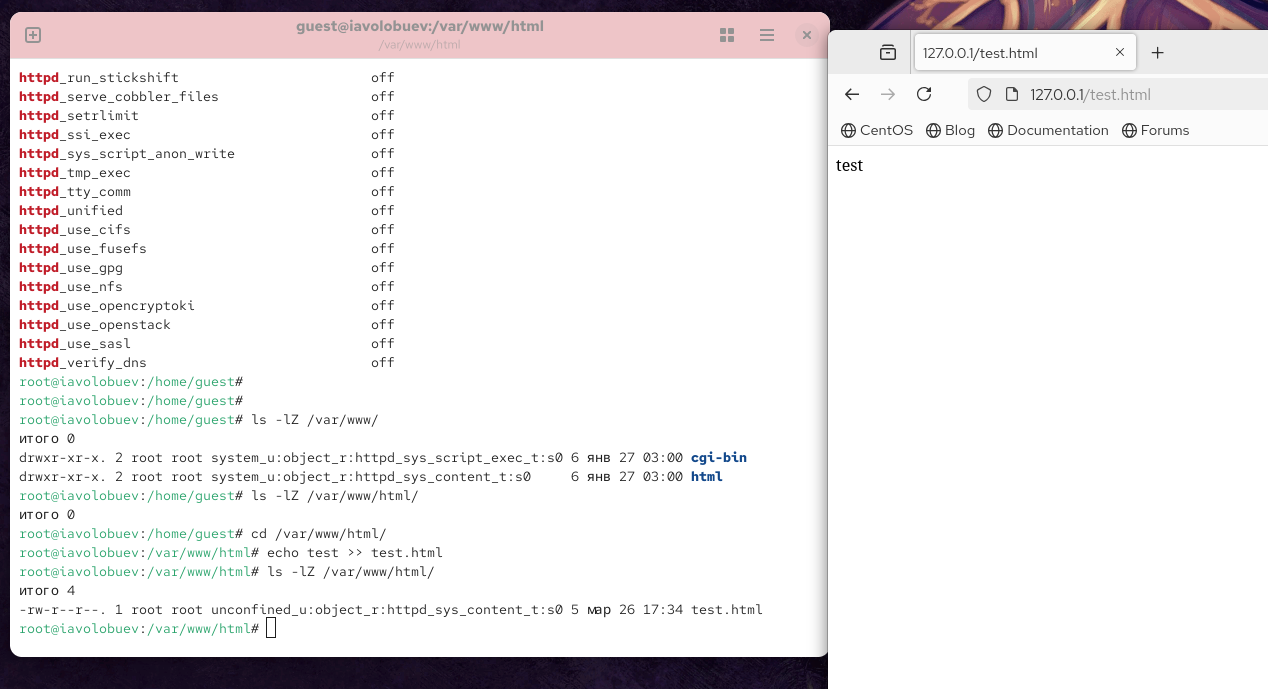 guest@iavolobuev:/var/www/html
/var/www/html
httpd_run_stickshift                        off
httpd_serve_cobbler_files                   off
httpd_setrlimit                             off
httpd_ssi_exec                              off
httpd_sys_script_anon_write                 off
httpd_tmp_exec                              off
httpd_tty_comm                              off
httpd_unified                               off
httpd_use_cifs                              off
httpd_use_fusefs                            off
httpd_use_gpg                               off
httpd_use_nfs                               off
httpd_use_opencryptoki                      off
httpd_use_openstack                         off
httpd_use_sasl                              off
httpd_verify_dns                            off
root@iavolobuev:/home/guest#
root@iavolobuev:/home/guest#
root@iavolobuev:/home/guest# ls -lZ /var/www/
итого 0
drwxr-xr-x. 2 root root system_u:object_r:httpd_sys_script_exec_t:s0 6 янв 27 03:00 cgi-bin
drwxr-xr-x. 2 root root system_u:object_r:httpd_sys_content_t:s0     6 янв 27 03:00 html
root@iavolobuev:/home/guest# ls -lZ /var/www/html/
итого 0
root@iavolobuev:/home/guest# cd /var/www/html/
root@iavolobuev:/var/www/html# echo test >> test.html
root@iavolobuev:/var/www/html# ls -lZ /var/www/html/
итого 4
-rw-r--r--. 1 root root unconfined_u:object_r:httpd_sys_content_t:s0 5 мар 26 17:34 test.html
root@iavolobuev:/var/www/html#
127.0.0.1/test.html
127.0.0.1/test.html
CentOS Blog Documentation Forums
test